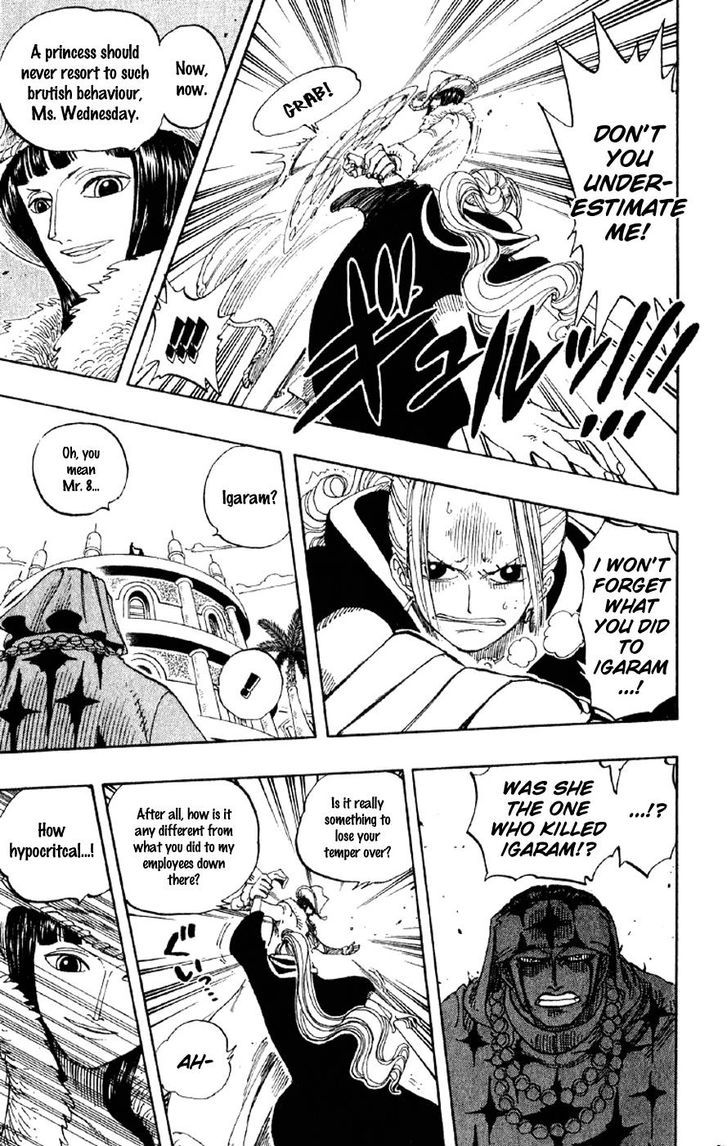 DON'T
YOU
UNDER-
ESTIMATE
ME!
GRAB!
ギュルッ!!!
!!!
Now,
now.
A princess should
never resort to such
brutish behaviour,
Ms. Wednesday.
I WON'T
FORGET
WHAT
YOU DID
TO
IGARAM
...!
Igaram?
Oh, you
mean
Mr. 8...
!
...!?
WAS SHE
THE ONE
WHO KILLED
IGARAM!?
Is it really
something to
lose your
temper over?
After all, how is it
any different from
what you did to my
employees down
there?
ぐいっ...
AH-
How
hypocritcal...!